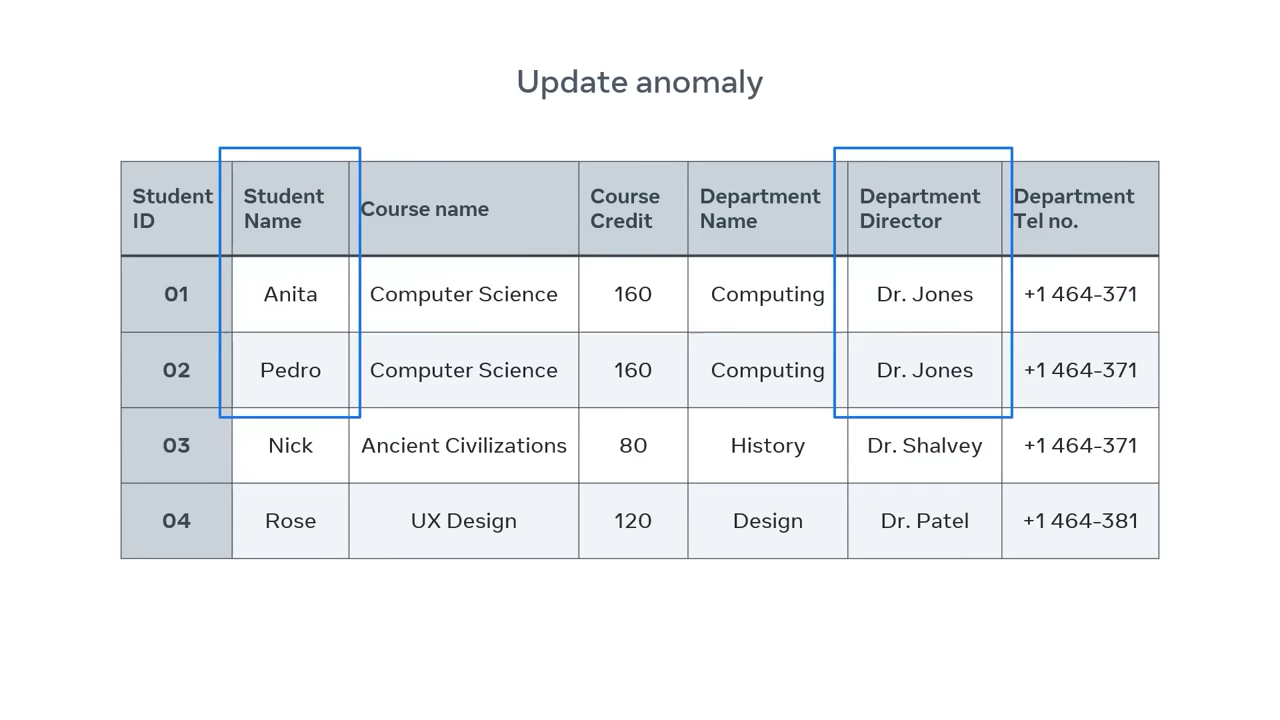 Update anomaly
Student ID Student Name Course name Course Credit Department Name Department Director Department Tel no.
01 Anita Computer Science 160 Computing Dr. Jones +1 464-371
02 Pedro Computer Science 160 Computing Dr. Jones +1 464-371
03 Nick Ancient Civilizations 80 History Dr. Shalvey +1 464-371
04 Rose UX Design 120 Design Dr. Patel +1 464-381